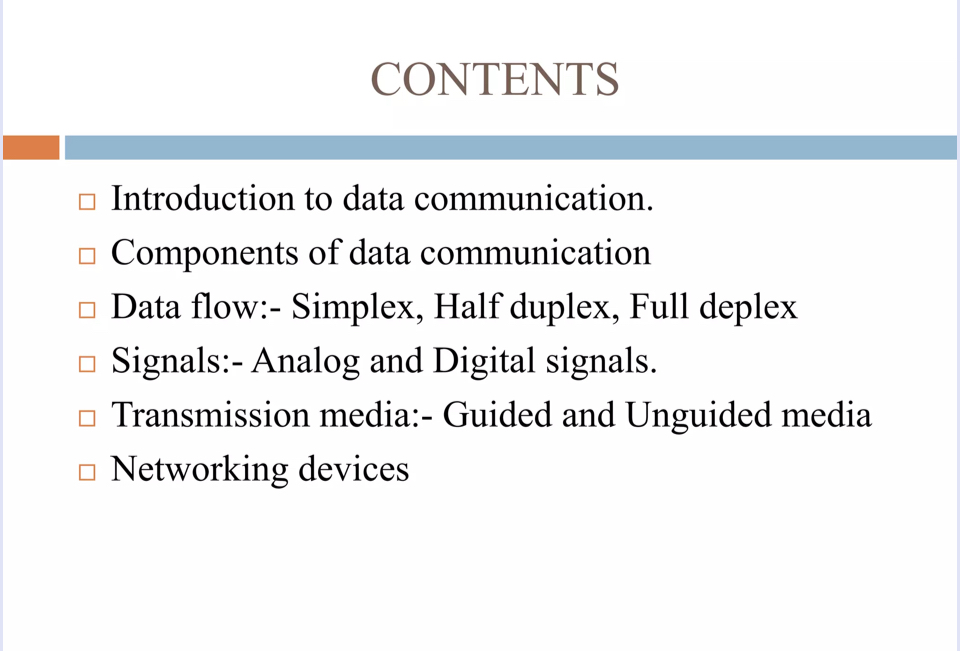 CONTENTS
Introduction to data communication.
Components of data communication
Data flow:- Simplex, Half duplex, Full deplex
Signals:- Analog and Digital signals.
Transmission media:- Guided and Unguided media
Networking devices